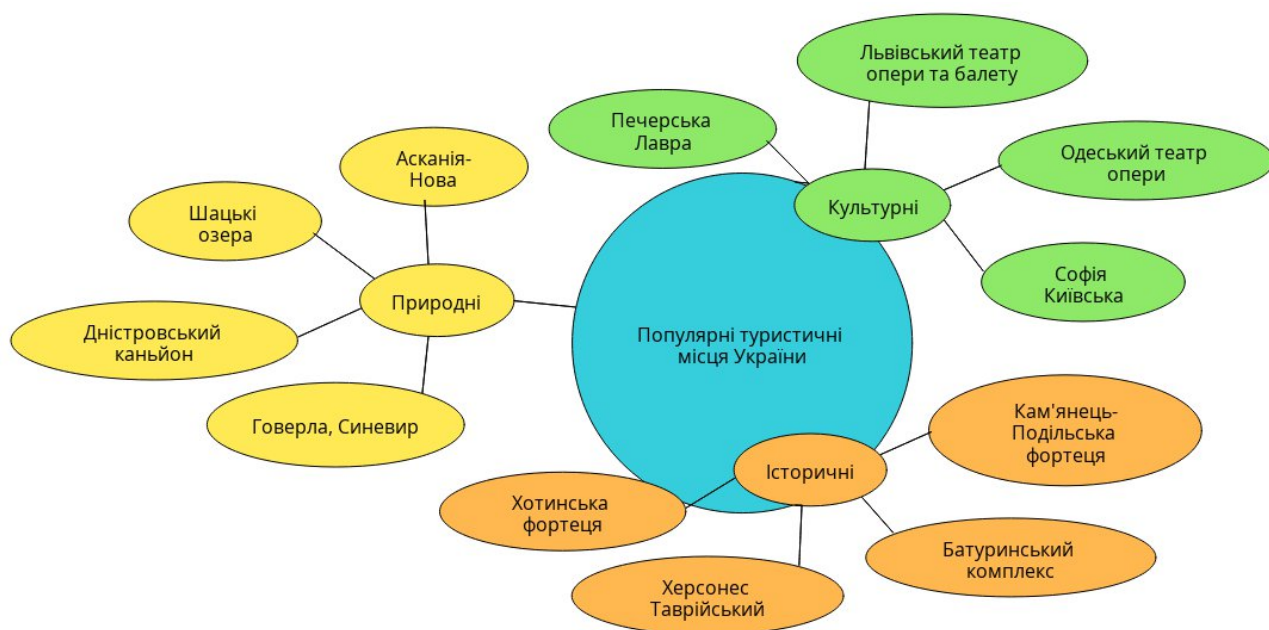 Львівський театр
опери та балету
Печерська
Лавра
Одеський театр
опери
Культурні
Софія
Київська
Асканія-
Нова
Шацькі
озера
Природні
Дністровський
каньйон
Говерла, Синевир
Популярні туристичні
місця України
Кам'янець-
Подільська
фортеця
Історичні
Хотинська
фортеця
Батуринський
комплекс
Херсонес
Таврійський